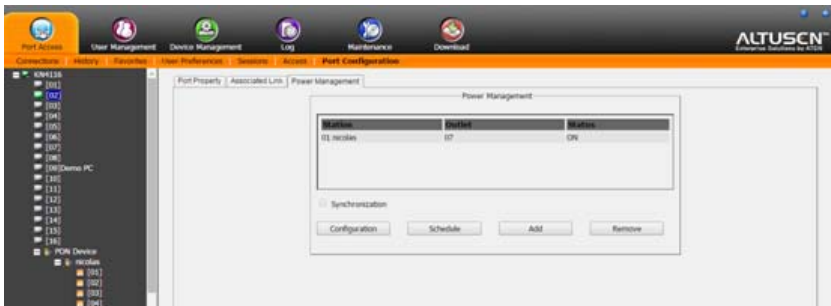 Port Access User Management Device Management Log Maintenance Download
ALTUSCN™
Enterprise Solutions by ATEN
Connections History Favorites User Preferences Sessions Access Port Configuration
KN4116
[01]
[02]
[03]
[04]
[05]
[06]
[07]
[08]
[09]Demo PC
[10]
[11]
[12]
[13]
[14]
[15]
[16]
PON Device
nicolas
[01]
[02]
[03]
[04]
Port Property Associated Link Power Management
Power Management
Station Outlet Status
01 nicolas 07 ON
Synchronization
Configuration Schedule Add Remove